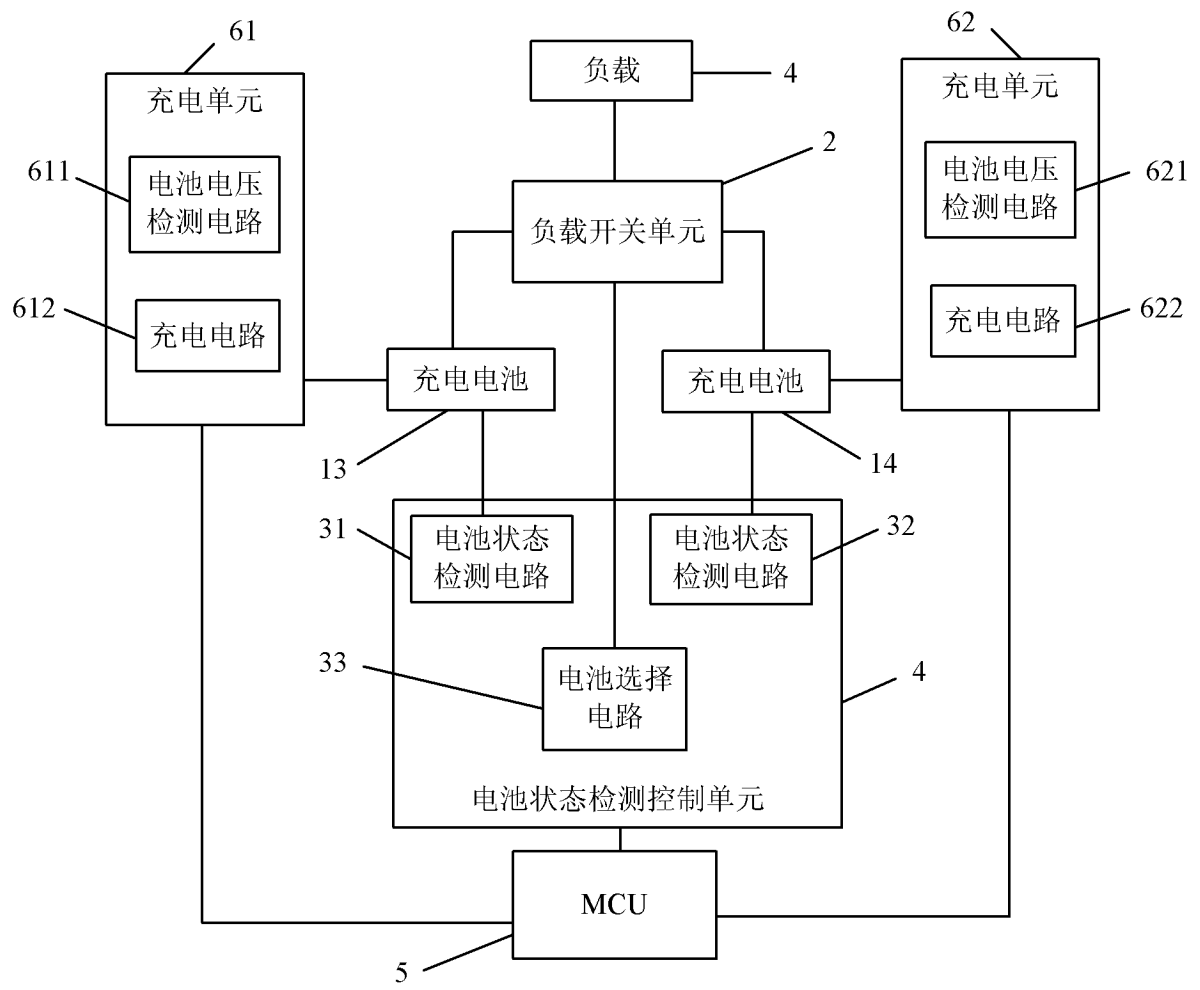 61
62
负载
4
充电单元
充电单元
2
611
电池电压
检测电路
电池电压
检测电路
621
负载开关单元
612
充电电路
充电电路
622
充电电池
充电电池
13
14
31
电池状态
检测电路
电池状态
检测电路
32
33
电池选择
电路
4
电池状态检测控制单元
MCU
5